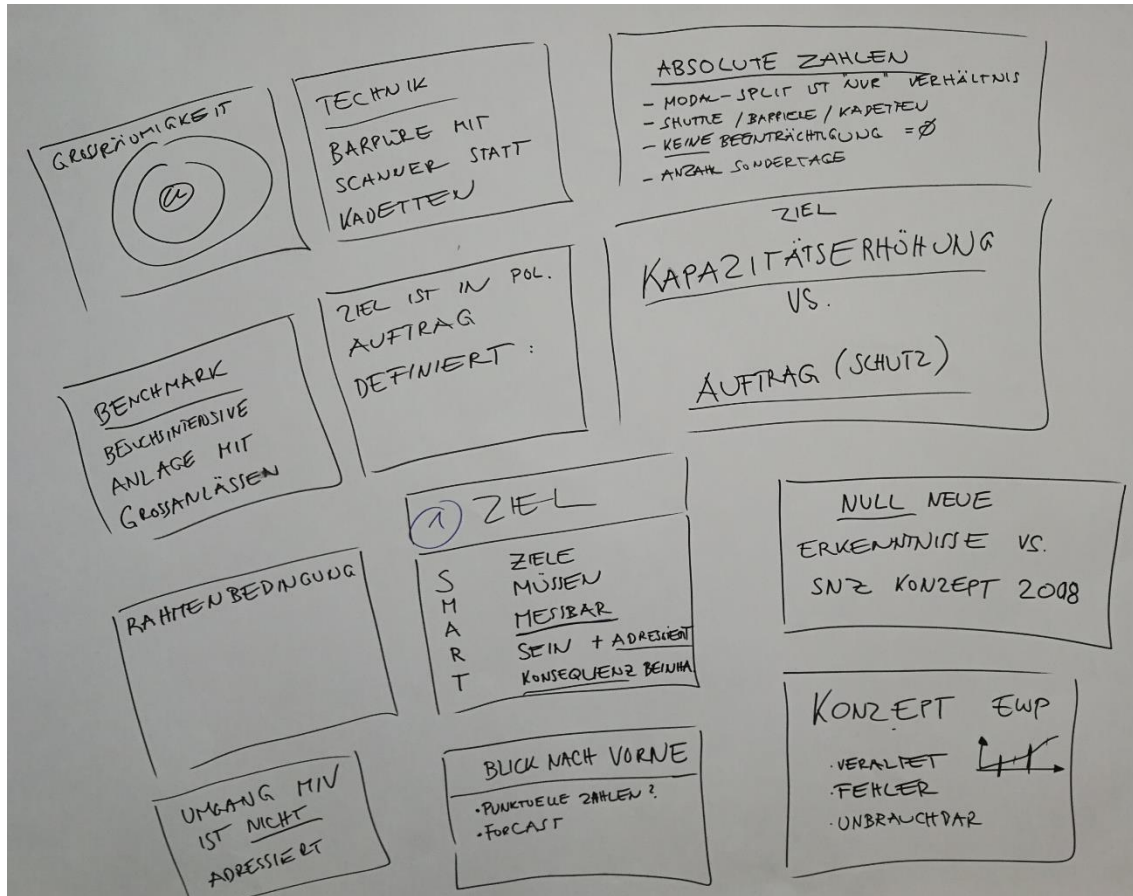 GROSSRÄUMIGKEIT
TECHNIK
BARRIÈRE MIT
SCANNER STATT
KADETTEN
ABSOLUTE ZAHLEN
- MODAL-SPLIT IST "NUR" VERHÄLTNIS
- SHUTTLE / BARRIELE / KADETTEN
- KEINE BEEINTRÄCHTIGUNG = Ø
- ANZAHL SONDERTAGE
BENCHMARK
BESUCHSINTENSIVE
ANLAGE MIT
GROSSANLÄSSEN
ZIEL IST IN POL.
AUFTRAG
DEFINIERT :
ZIEL
KAPAZITÄTSERHÖHUNG
VS.
AUFTRAG (SCHUTZ)
RAHMENBEDINGUNG
1 ZIEL
S ZIELE
M MÜSSEN
A MESSBAR
R SEIN + ADRESSIERT
T KONSEQUENZ BEINHA
NULL NEUE
ERKENNTNISSE VS.
SNZ KONZEPT 2008
UMGANG MIV
IST NICHT
ADRESSIERT
BLICK NACH VORNE
• PUNKTUELLE ZAHLEN?
• FORCAST
KONZEPT EWP
• VERALTET
• FEHLER
• UNBRAUCHBAR